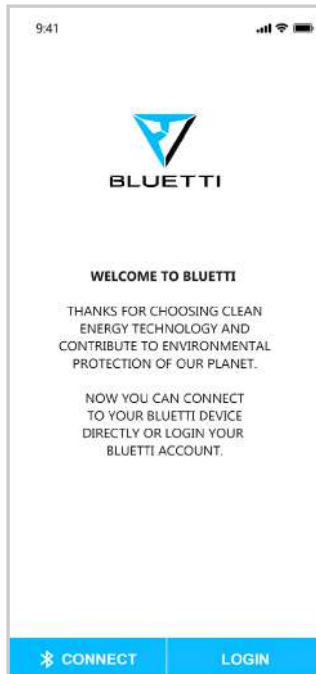 9:41
BLUETTI
WELCOME TO BLUETTI
THANKS FOR CHOOSING CLEAN
ENERGY TECHNOLOGY AND
CONTRIBUTE TO ENVIRONMENTAL
PROTECTION OF OUR PLANET.
NOW YOU CAN CONNECT
TO YOUR BLUETTI DEVICE
DIRECTLY OR LOGIN YOUR
BLUETTI ACCOUNT.
CONNECT LOGIN